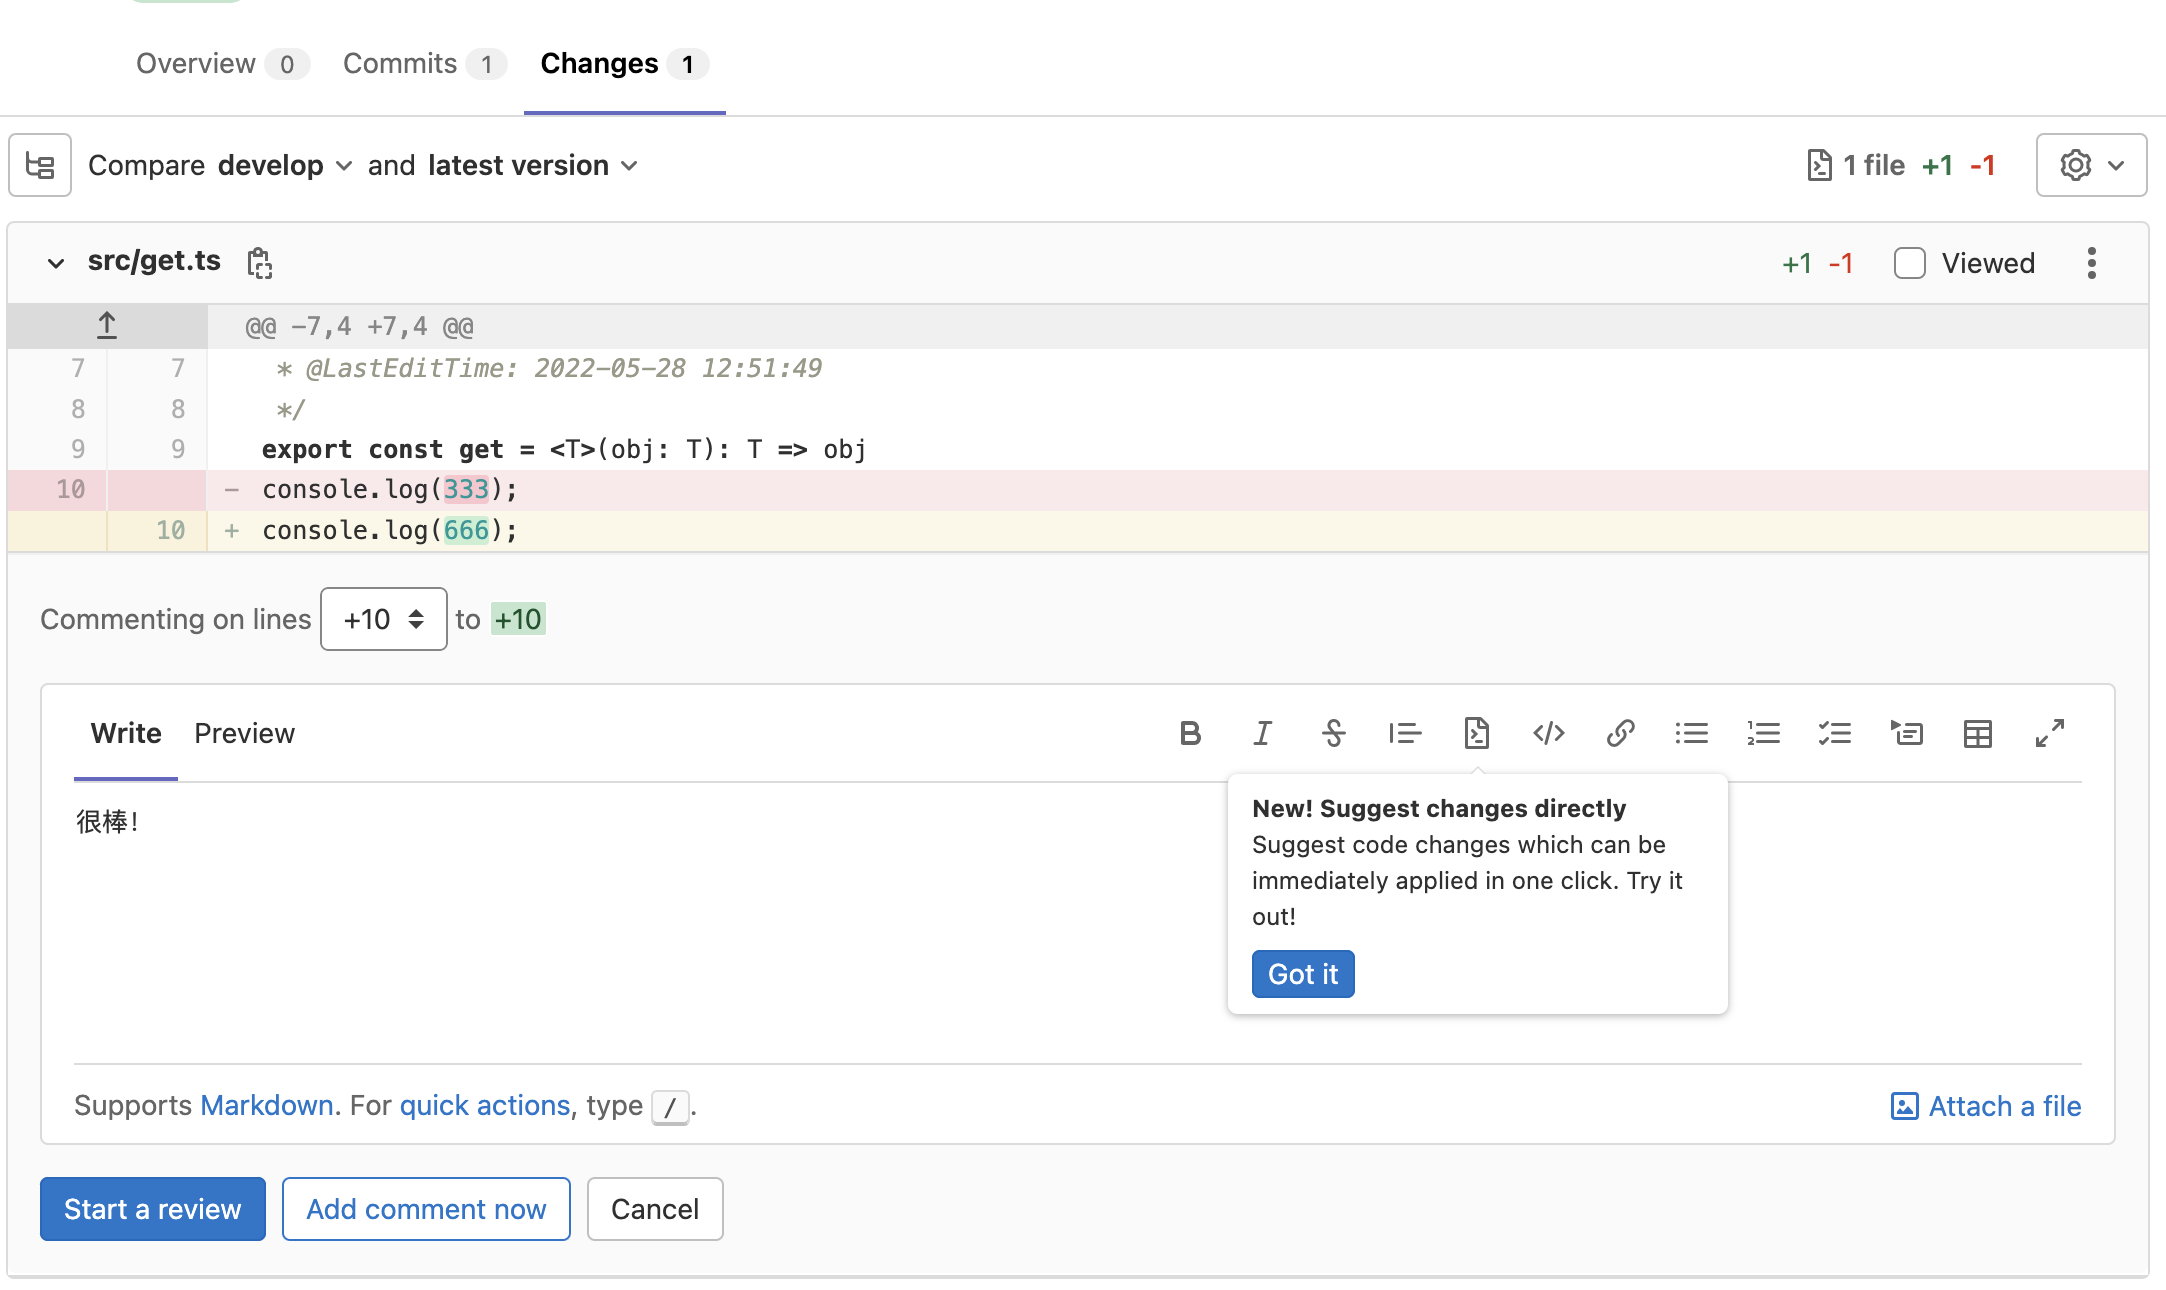 Overview 0 Commits 1 Changes 1
Compare develop and latest version 1 file +1 -1
src/get.ts +1 -1 Viewed
@@ -7,4 +7,4 @@
7 7 * @LastEditTime: 2022-05-28 12:51:49
8 8 */
9 9 export const get = <T>(obj: T): T => obj
10 - console.log(333);
10 + console.log(666);
Commenting on lines +10 to +10
Write Preview
很棒!
New! Suggest changes directly
Suggest code changes which can be
immediately applied in one click. Try it
out!
Got it
Supports Markdown. For quick actions, type /.
Attach a file
Start a review Add comment now Cancel